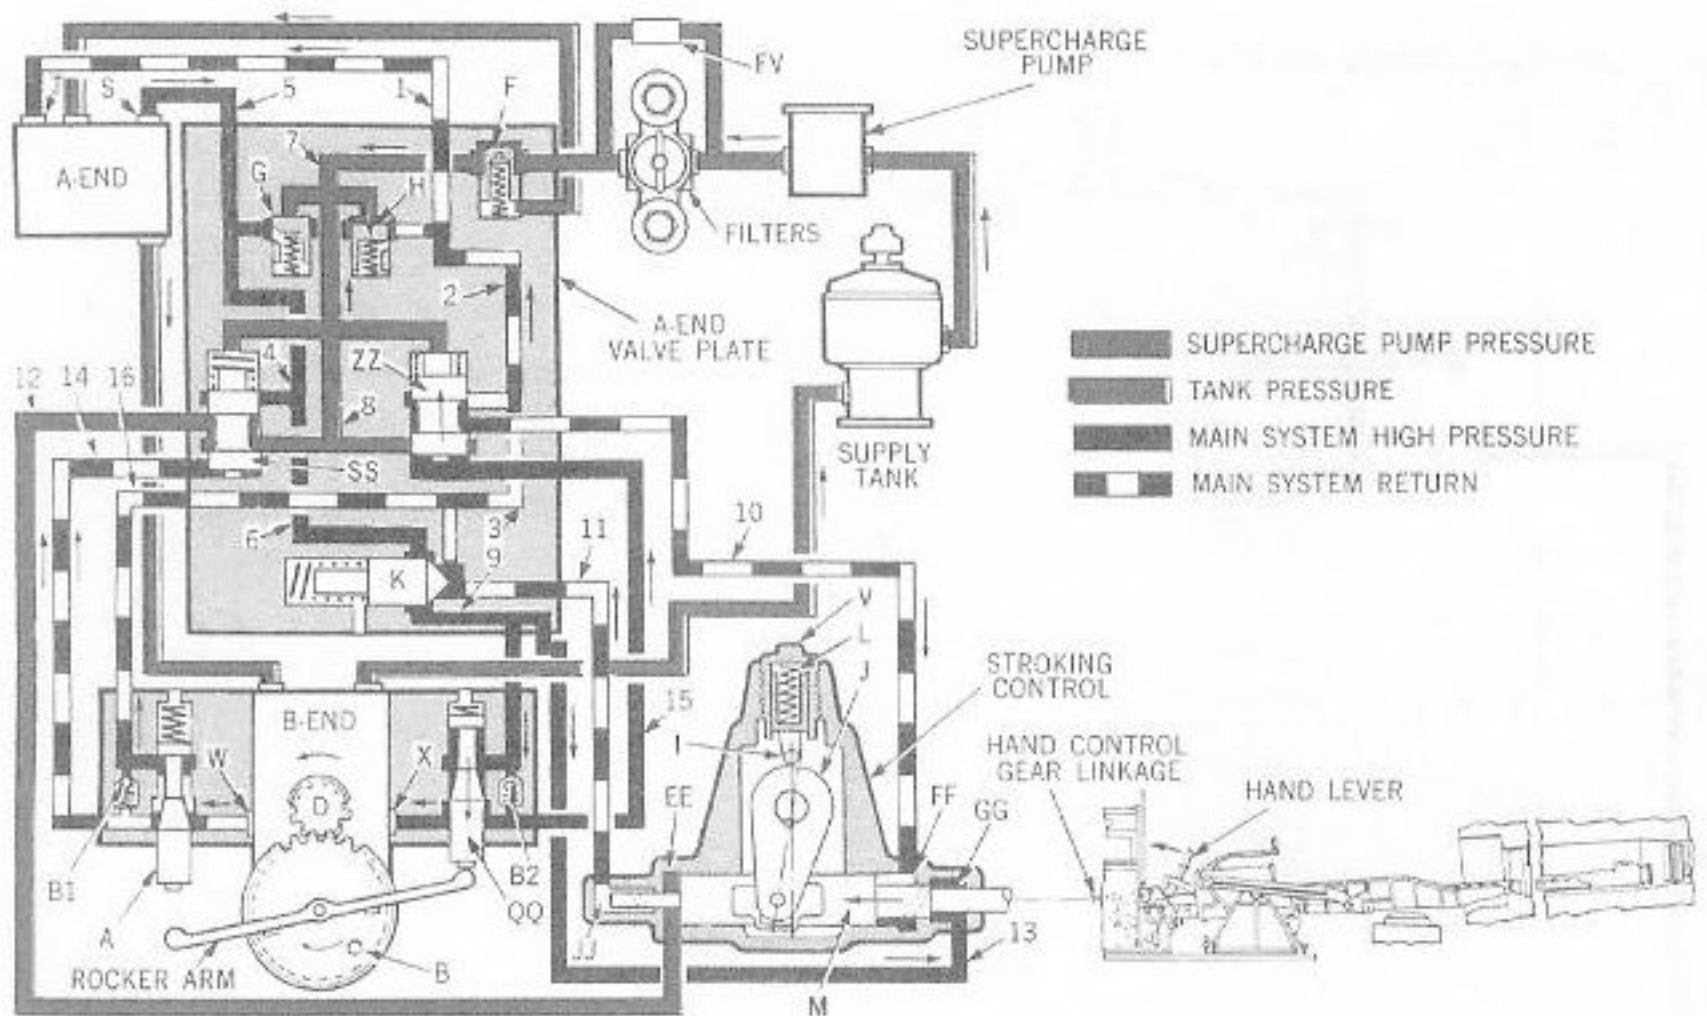 SUPERCHARGE
PUMP
FV
S
5
1
F
7
A-END
G
H
FILTERS
2
A-END
VALVE PLATE
SUPERCHARGE PUMP PRESSURE
TANK PRESSURE
MAIN SYSTEM HIGH PRESSURE
MAIN SYSTEM RETURN
12
14
16
4
ZZ
8
SUPPLY
TANK
SS
6
3
9
11
10
K
V
L
J
STROKING
CONTROL
15
B-END
W
X
D
I
HAND CONTROL
GEAR LINKAGE
HAND LEVER
EE
FF
GG
B1
B2
QQ
A
ROCKER ARM
C
B
JJ
M
13